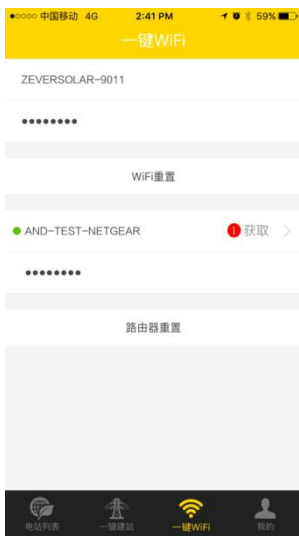 ●○○○○ 中国移动 4G 2:41 PM 59%
一键WiFi
ZEVERSOLAR-9011
●●●●●●●●
WiFi重置
AND-TEST-NETGEAR 1 获取
●●●●●●●●
路由器重置
电站列表 一键建站 一键WiFi 我的